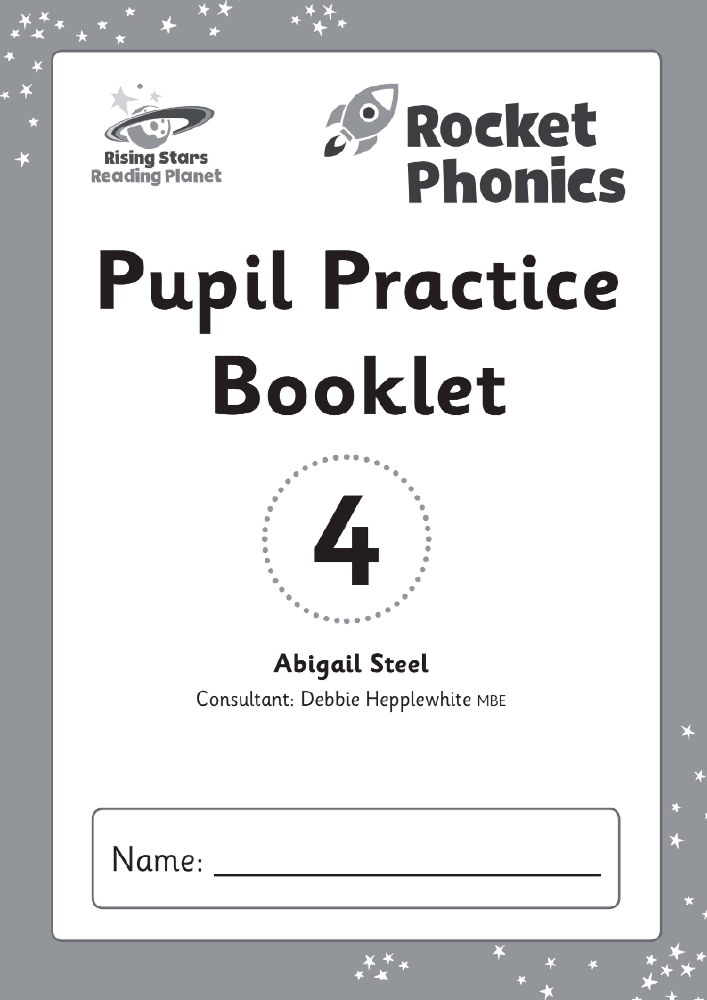 Rising Stars
Reading Planet
Rocket
Phonics
Pupil Practice
Booklet
4
Abigail Steel
Consultant: Debbie Hepplewhite MBE
Name: